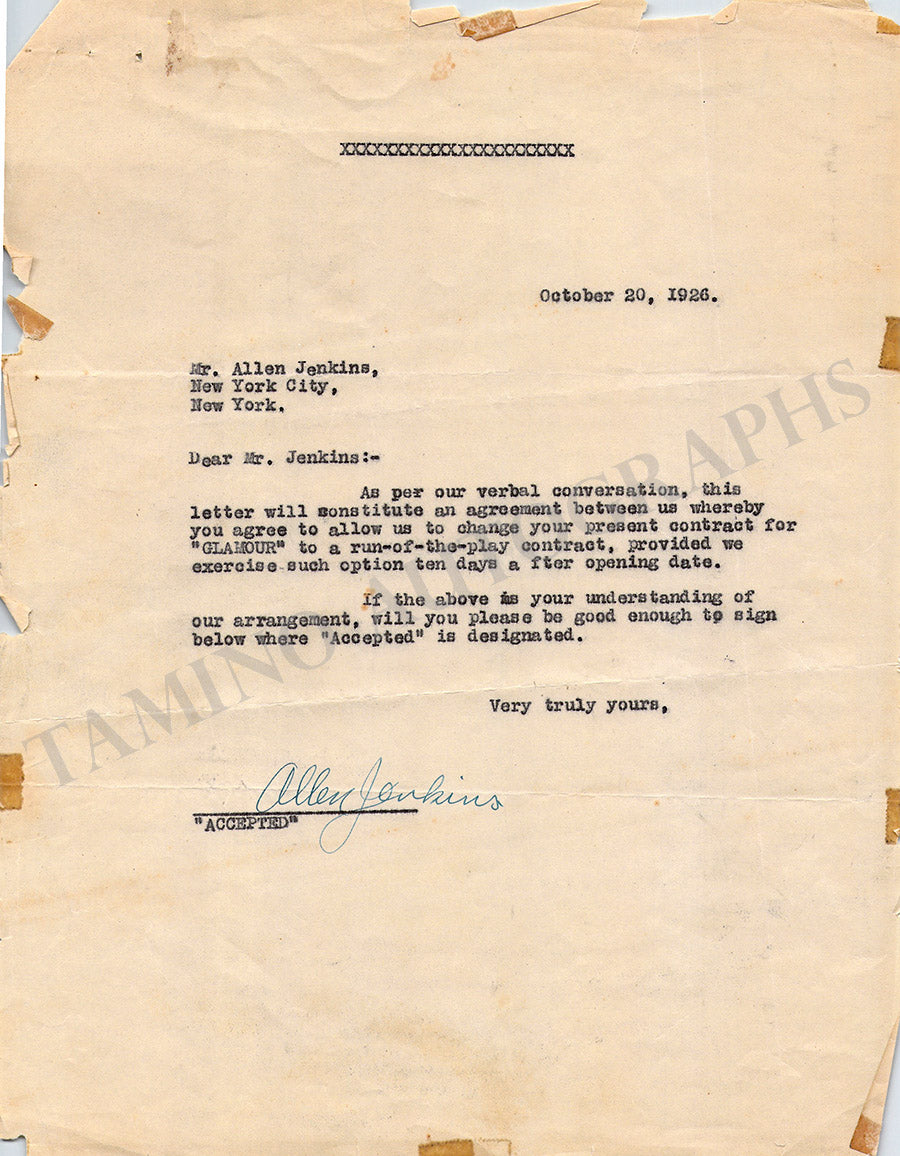 XXXXXXXXXXXXXXXXXXXXXX
October 20, 1926.
Mr. Allen Jenkins,
New York City,
New York.
Dear Mr. Jenkins:-
As per our verbal conversation, this
letter will constitute an agreement between us whereby
you agree to allow us to change your present contract for
"GLAMOUR" to a run-of-the-play contract, provided we
exercise such option ten days a fter opening date.
If the above is your understanding of
our arrangement, will you please be good enough to sign
below where "Accepted" is designated.
Very truly yours,
Allen Jenkins
"ACCEPTED"
TAMINO AUTOGRAPHS